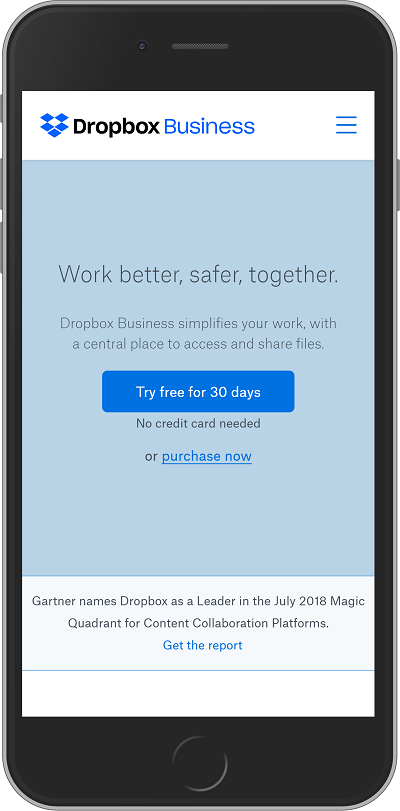 Dropbox Business
Work better, safer, together.
Dropbox Business simplifies your work, with
a central place to access and share files.
Try free for 30 days
No credit card needed
or purchase now
Gartner names Dropbox as a Leader in the July 2018 Magic
Quadrant for Content Collaboration Platforms.
Get the report